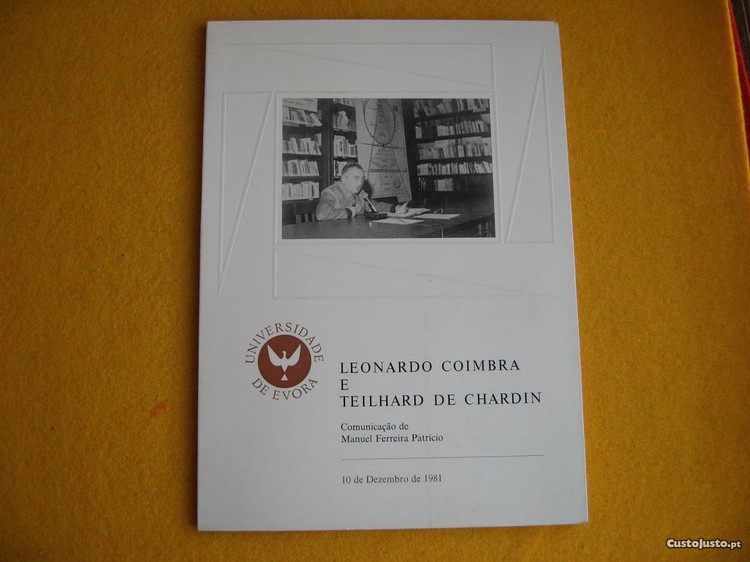 UNIVERSIDADE
DE EVORA
LEONARDO COIMBRA
E
TEILHARD DE CHARDIN
Comunicação de
Manuel Ferreira Patrício
10 de Dezembro de 1981
CustoJusto.pt